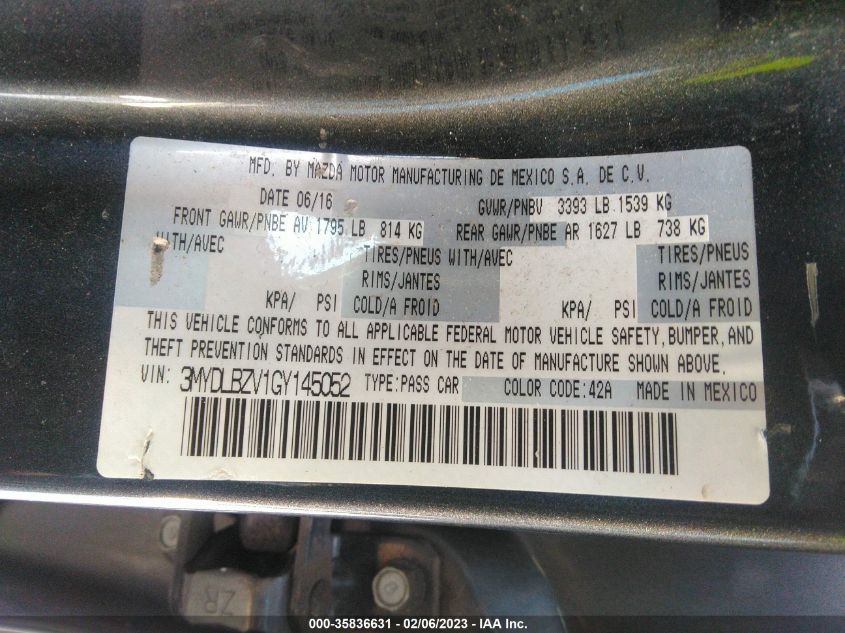 MFD. BY MAZDA MOTOR MANUFACTURING DE MEXICO S.A. DE C.V.
DATE 06/16 GVWR/PNBV 3393 LB 1539 KG
FRONT GAWR/PNBE AV 1795 LB 814 KG REAR GAWR/PNBE AR 1627 LB 738 KG
WITH/AVEC TIRES/PNEUS WITH/AVEC TIRES/PNEUS
RIMS/JANTES RIMS/JANTES
KPA/ PSI COLD/A FROID KPA/ PSI COLD/A FROID
THIS VEHICLE CONFORMS TO ALL APPLICABLE FEDERAL MOTOR VEHICLE SAFETY, BUMPER, AND
THEFT PREVENTION STANDARDS IN EFFECT ON THE DATE OF MANUFACTURE SHOWN ABOVE.
VIN: 3MYDLBZV1GY145052 TYPE:PASS CAR COLOR CODE:42A MADE IN MEXICO
ZR
000-35836631 - 02/06/2023 - IAA Inc.